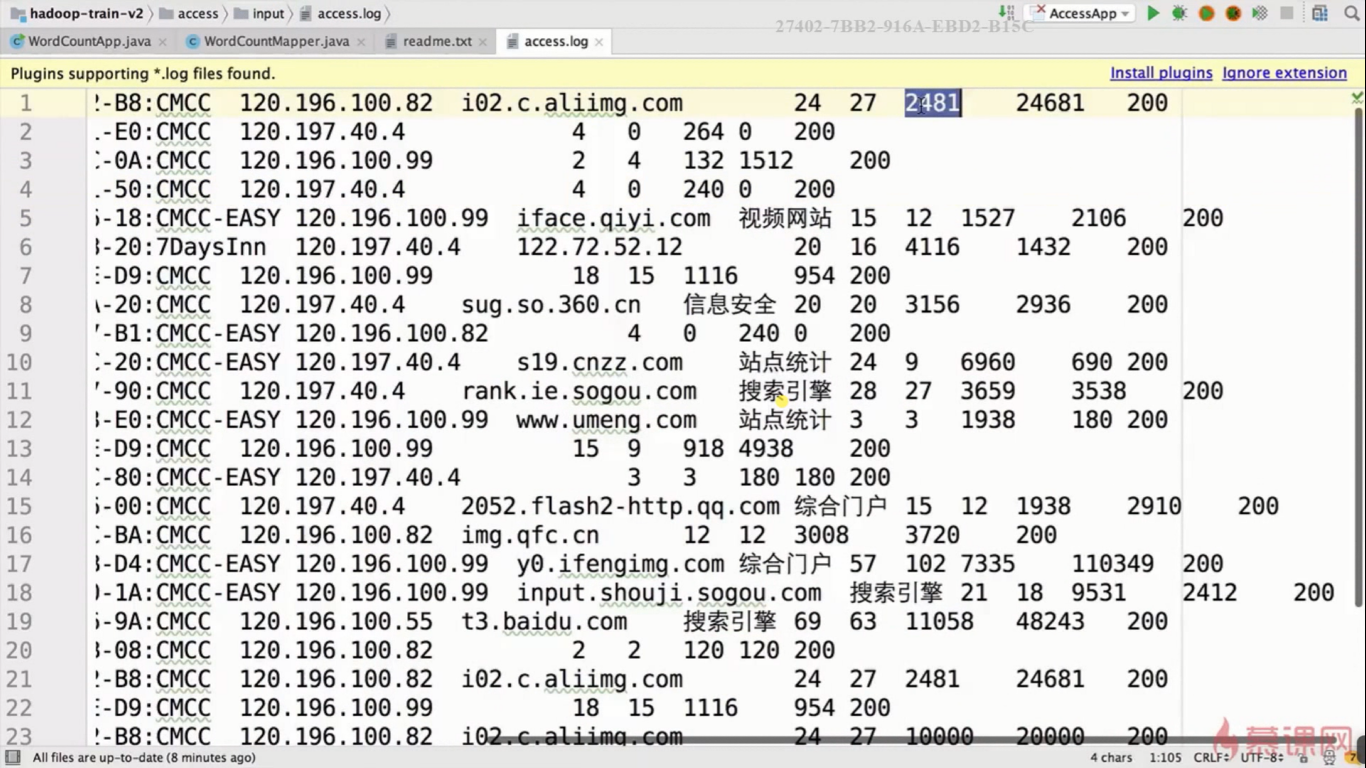 hadoop-train-v2 access input access.log AccessApp
27402-7BB2-916A-EBD2-B15C
WordCountApp.java WordCountMapper.java readme.txt access.log
Plugins supporting *.log files found. Install plugins Ignore extension
1 2-B8:CMCC 120.196.100.82 i02.c.aliimg.com 24 27 2481 24681 200
2 1-E0:CMCC 120.197.40.4 4 0 264 0 200
3 C-0A:CMCC 120.196.100.99 2 4 132 1512 200
4 1-50:CMCC 120.197.40.4 4 0 240 0 200
5 6-18:CMCC-EASY 120.196.100.99 iface.qiyi.com 视频网站 15 12 1527 2106 200
6 3-20:7DaysInn 120.197.40.4 122.72.52.12 20 16 4116 1432 200
7 E-D9:CMCC 120.196.100.99 18 15 1116 954 200
8 A-20:CMCC 120.197.40.4 sug.so.360.cn 信息安全 20 20 3156 2936 200
9 7-B1:CMCC-EASY 120.196.100.82 4 0 240 0 200
10 C-20:CMCC 120.197.40.4 s19.cnzz.com 站点统计 24 9 6960 690 200
11 7-90:CMCC 120.197.40.4 rank.ie.sogou.com 搜索引擎 28 27 3659 3538 200
12 3-E0:CMCC 120.196.100.99 www.umeng.com 站点统计 3 3 1938 180 200
13 E-D9:CMCC 120.196.100.99 15 9 918 4938 200
14 C-80:CMCC-EASY 120.197.40.4 3 3 180 180 200
15 6-00:CMCC 120.197.40.4 2052.flash2-http.qq.com 综合门户 15 12 1938 2910 200
16 C-BA:CMCC 120.196.100.82 img.qfc.cn 12 12 3008 3720 200
17 3-D4:CMCC-EASY 120.196.100.99 y0.ifengimg.com 综合门户 57 102 7335 110349 200
18 0-1A:CMCC-EASY 120.196.100.99 input.shouji.sogou.com 搜索引擎 21 18 9531 2412 200
19 6-9A:CMCC 120.196.100.55 t3.baidu.com 搜索引擎 69 63 11058 48243 200
20 3-08:CMCC 120.196.100.82 2 2 120 120 200
21 2-B8:CMCC 120.196.100.82 i02.c.aliimg.com 24 27 2481 24681 200
22 E-D9:CMCC 120.196.100.99 18 15 1116 954 200
23 2-B8:CMCC 120.196.100.82 i02.c.aliimg.com 24 27 10000 20000 200
慕课网
All files are up-to-date (8 minutes ago) 4 chars 1:105 CRLF UTF-8